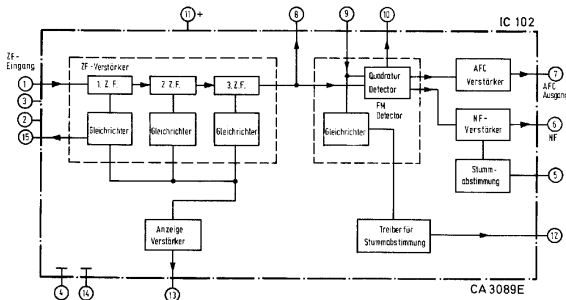 11 +
8
9
10
IC 102
ZF-
Eingang
ZF-Verstärker
1. Z.F.
2. Z.F.
3. Z.F.
Quadratur
Detector
FM
Detector
AFC
Verstärker
7
AFC
Ausgang
1
3
2
15
Gleichrichter
Gleichrichter
Gleichrichter
Gleichrichter
NF-
Verstärker
6
NF
Stumm-
abstimmung
5
Anzeige
Verstärker
Treiber für
Stummabstimmung
12
4
14
13
CA 3089E